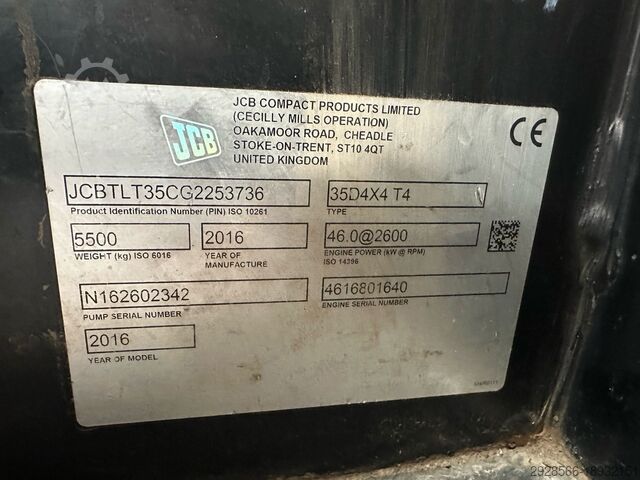 JCB
JCB COMPACT PRODUCTS LIMITED
(CECILLY MILLS OPERATION)
OAKAMOOR ROAD, CHEADLE
STOKE-ON-TRENT, ST10 4QT
UNITED KINGDOM
CE
JCBTLT35CG2253736
Product Identification Number (PIN) ISO 10261
35D4X4 T4
TYPE
5500
WEIGHT (kg) ISO 6016
2016
YEAR OF
MANUFACTURE
46.0@2600
ENGINE POWER (kW @ RPM)
ISO 14396
N162602342
PUMP SERIAL NUMBER
4616801640
ENGINE SERIAL NUMBER
2016
YEAR OF MODEL